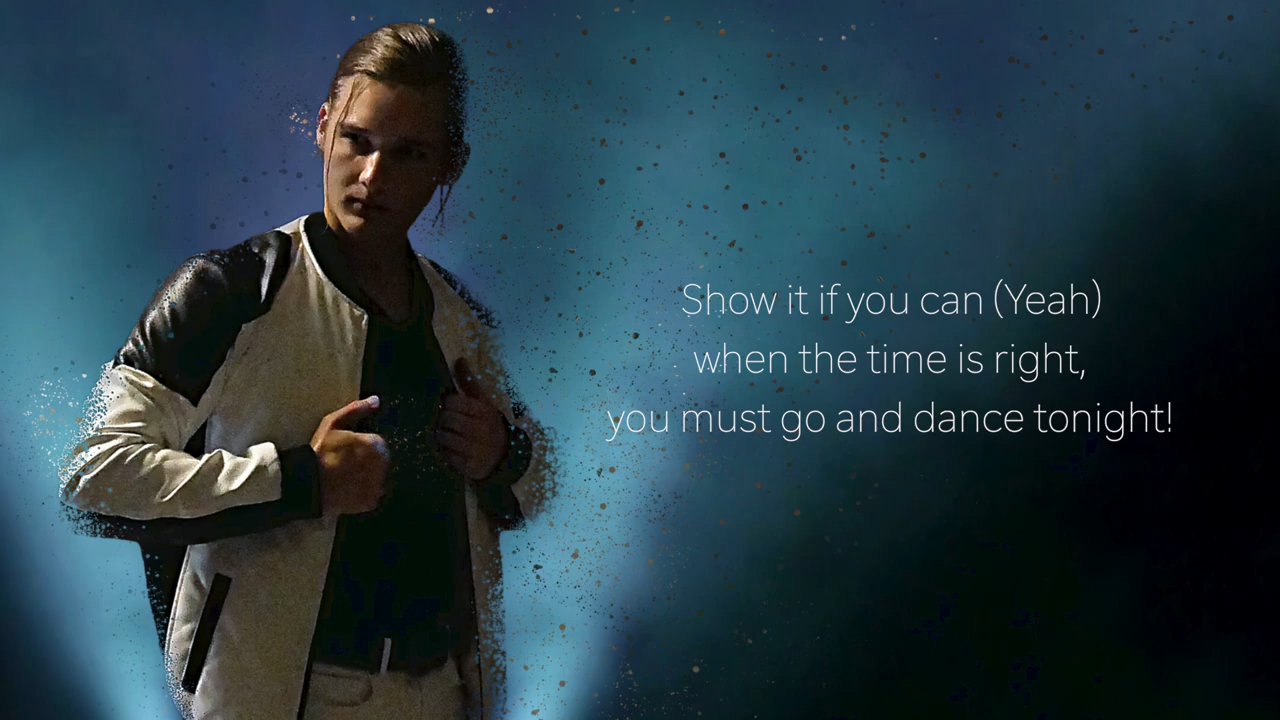 Show it if you can (Yeah)
when the time is right,
you must go and dance tonight!